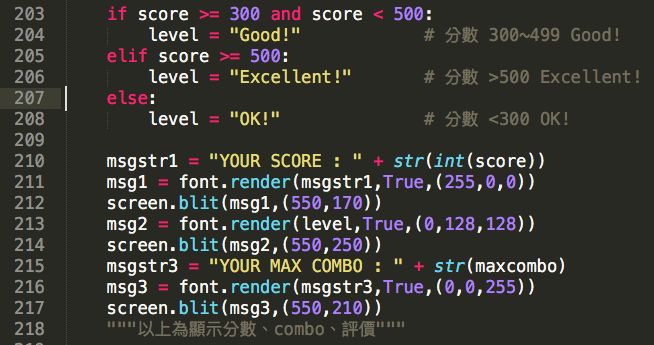 203 if score >= 300 and score < 500:
204 level = "Good!" # 分數 300~499 Good!
205 elif score >= 500:
206 level = "Excellent!" # 分數 >500 Excellent!
207 else:
208 level = "OK!" # 分數 <300 OK!
209
210 msgstr1 = "YOUR SCORE : " + str(int(score))
211 msg1 = font.render(msgstr1,True,(255,0,0))
212 screen.blit(msg1,(550,170))
213 msg2 = font.render(level,True,(0,128,128))
214 screen.blit(msg2,(550,250))
215 msgstr3 = "YOUR MAX COMBO : " + str(maxcombo)
216 msg3 = font.render(msgstr3,True,(0,0,255))
217 screen.blit(msg3,(550,210))
218 """以上為顯示分數、combo、評價"""